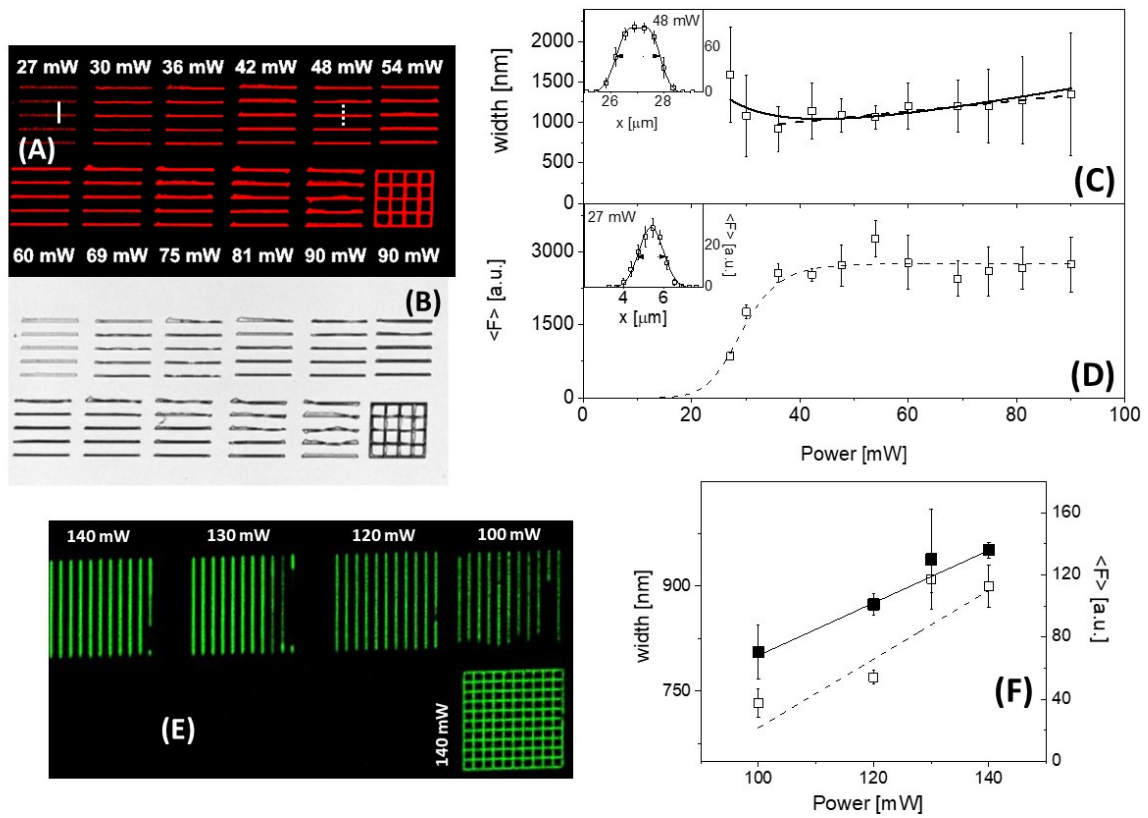 27 mW 30 mW 36 mW 42 mW 48 mW 54 mW
(A)
60 mW 69 mW 75 mW 81 mW 90 mW 90 mW
(B)
width [nm]
2000
1500
1000
500
0
48 mW
60
0
26 28
x [μm]
(C)
<F> [a.u.]
3000
1500
0
27 mW
20
0
<F> [a.u.]
4 6
x [μm]
(D)
0 20 40 60 80 100
Power [mW]
140 mW 130 mW 120 mW 100 mW
(E)
140 mW
width [nm]
900
750
160
120
80
40
0
<F> [a.u.]
(F)
100 120 140
Power [mW]